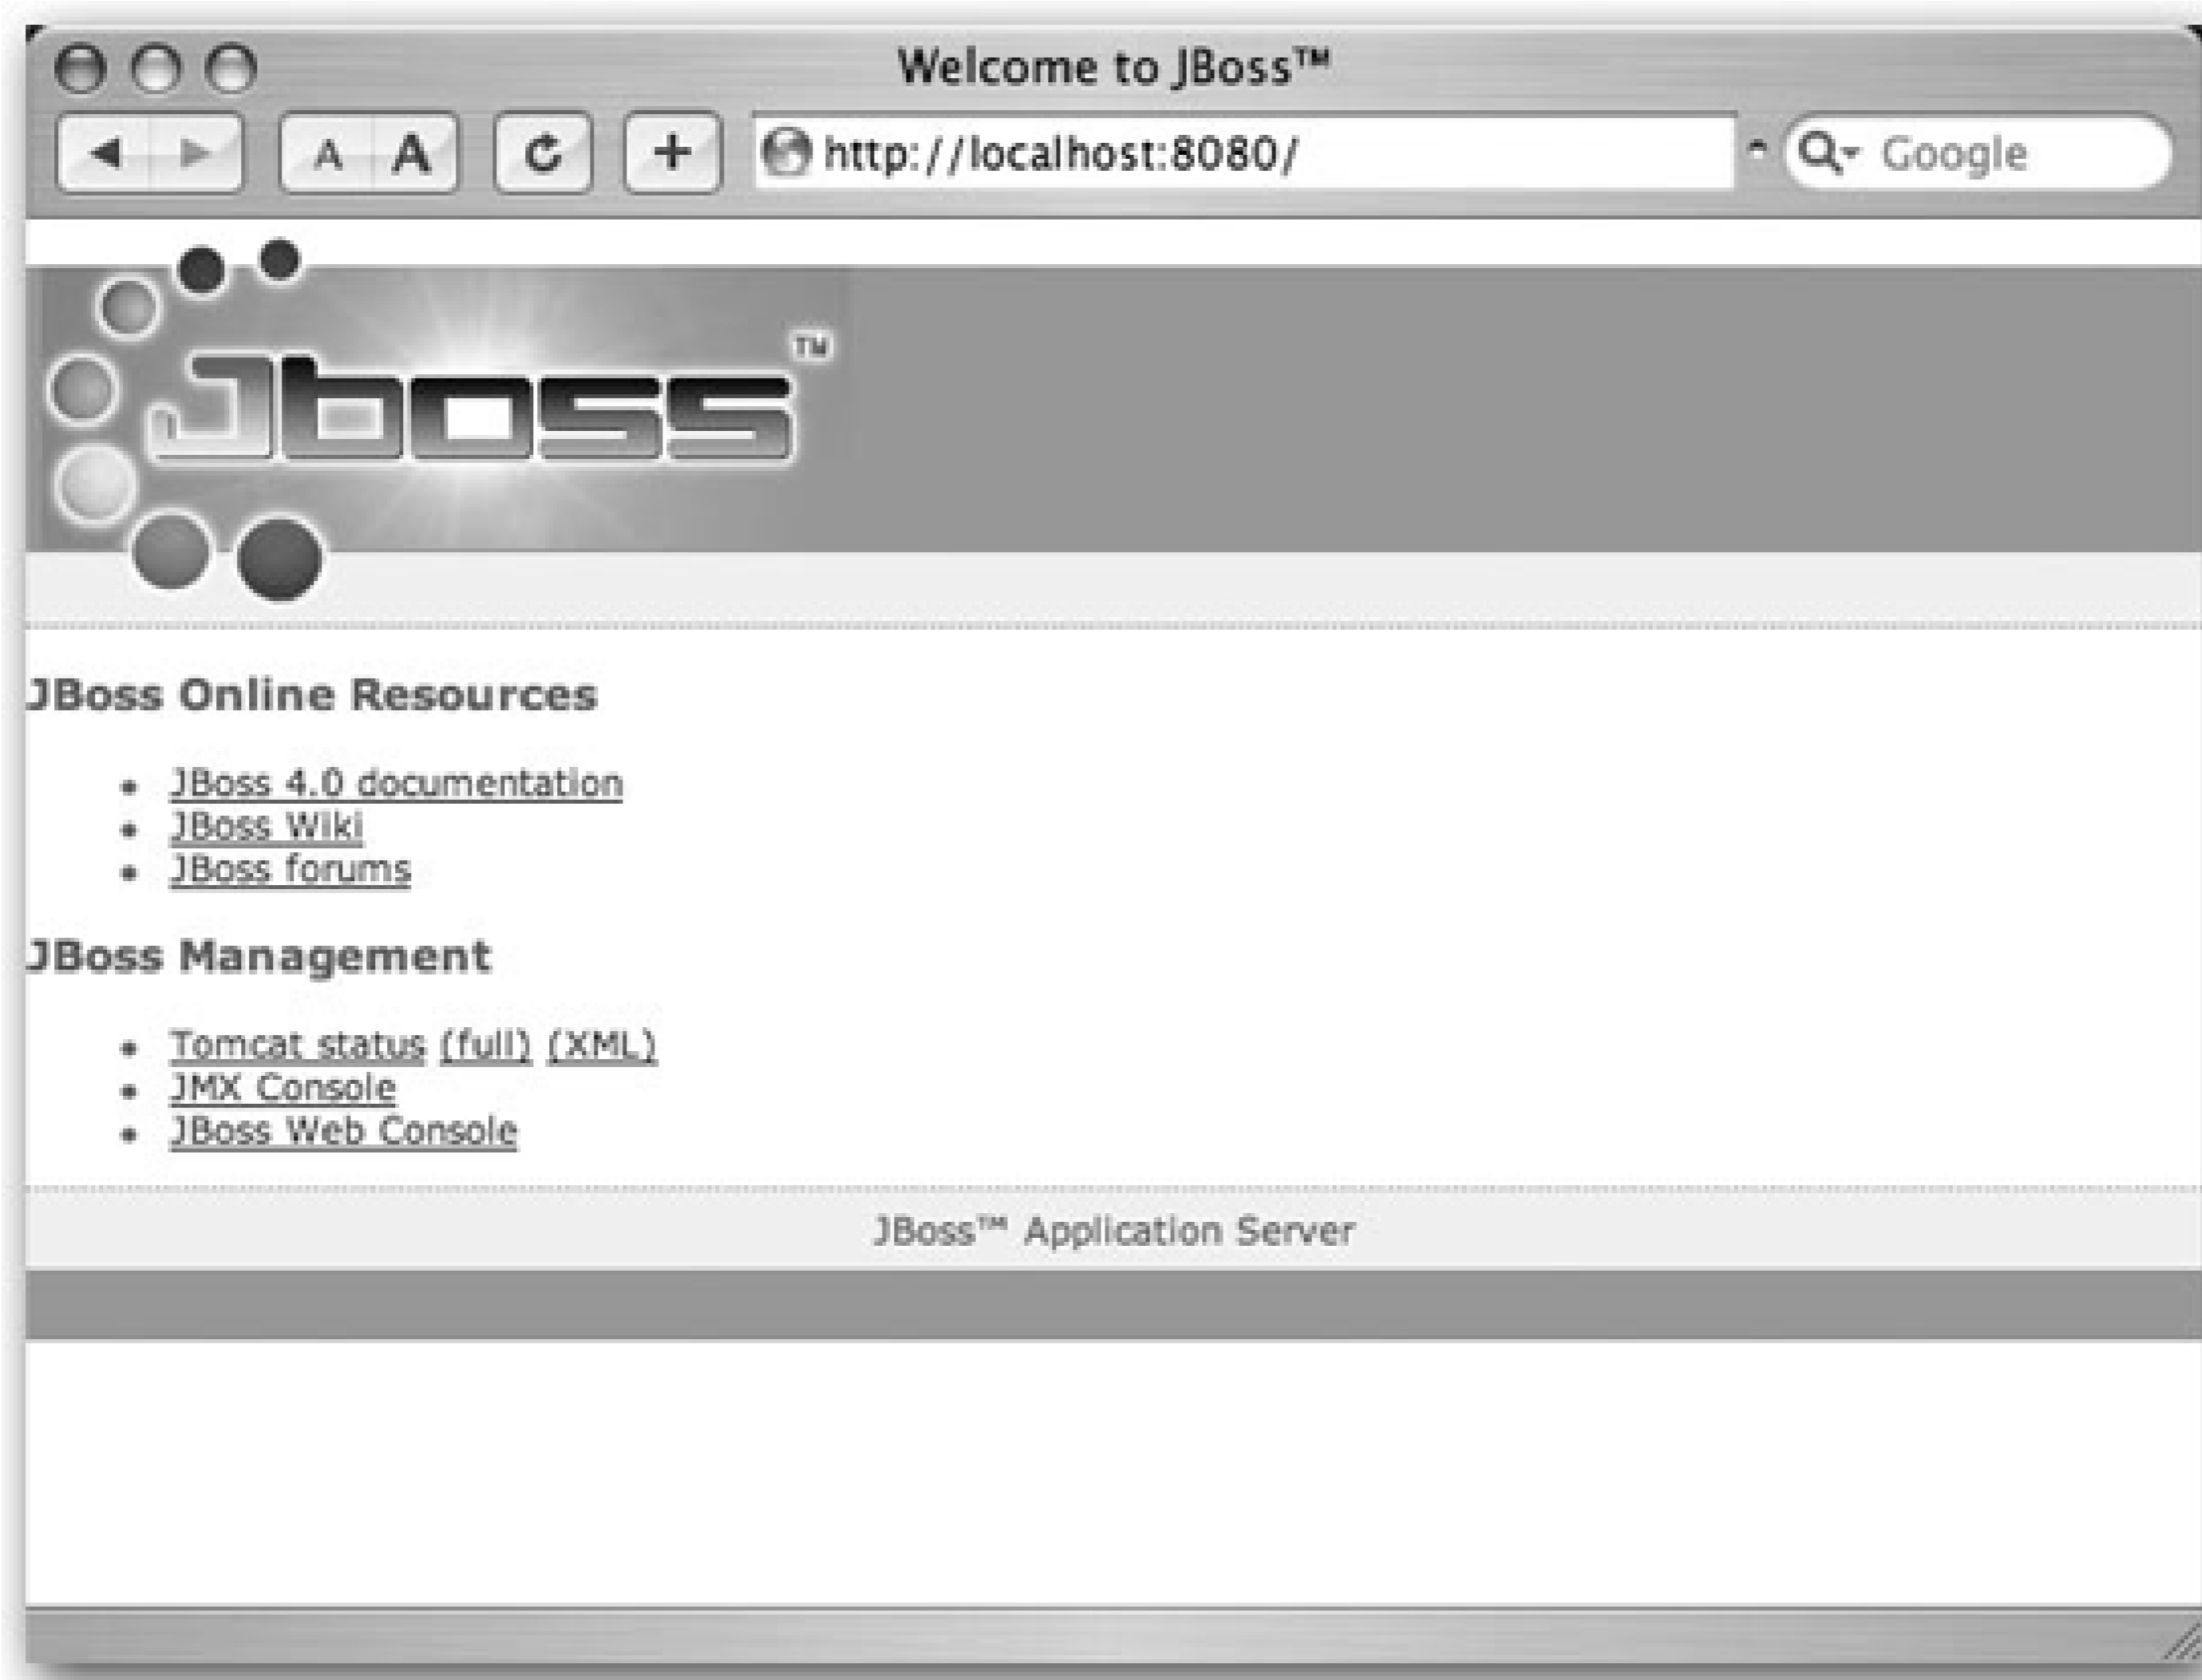 Welcome to JBoss™
A A + http://localhost:8080/ Google
Jboss™
JBoss Online Resources
• JBoss 4.0 documentation
• JBoss Wiki
• JBoss forums
JBoss Management
• Tomcat status (full) (XML)
• JMX Console
• JBoss Web Console
JBoss™ Application Server